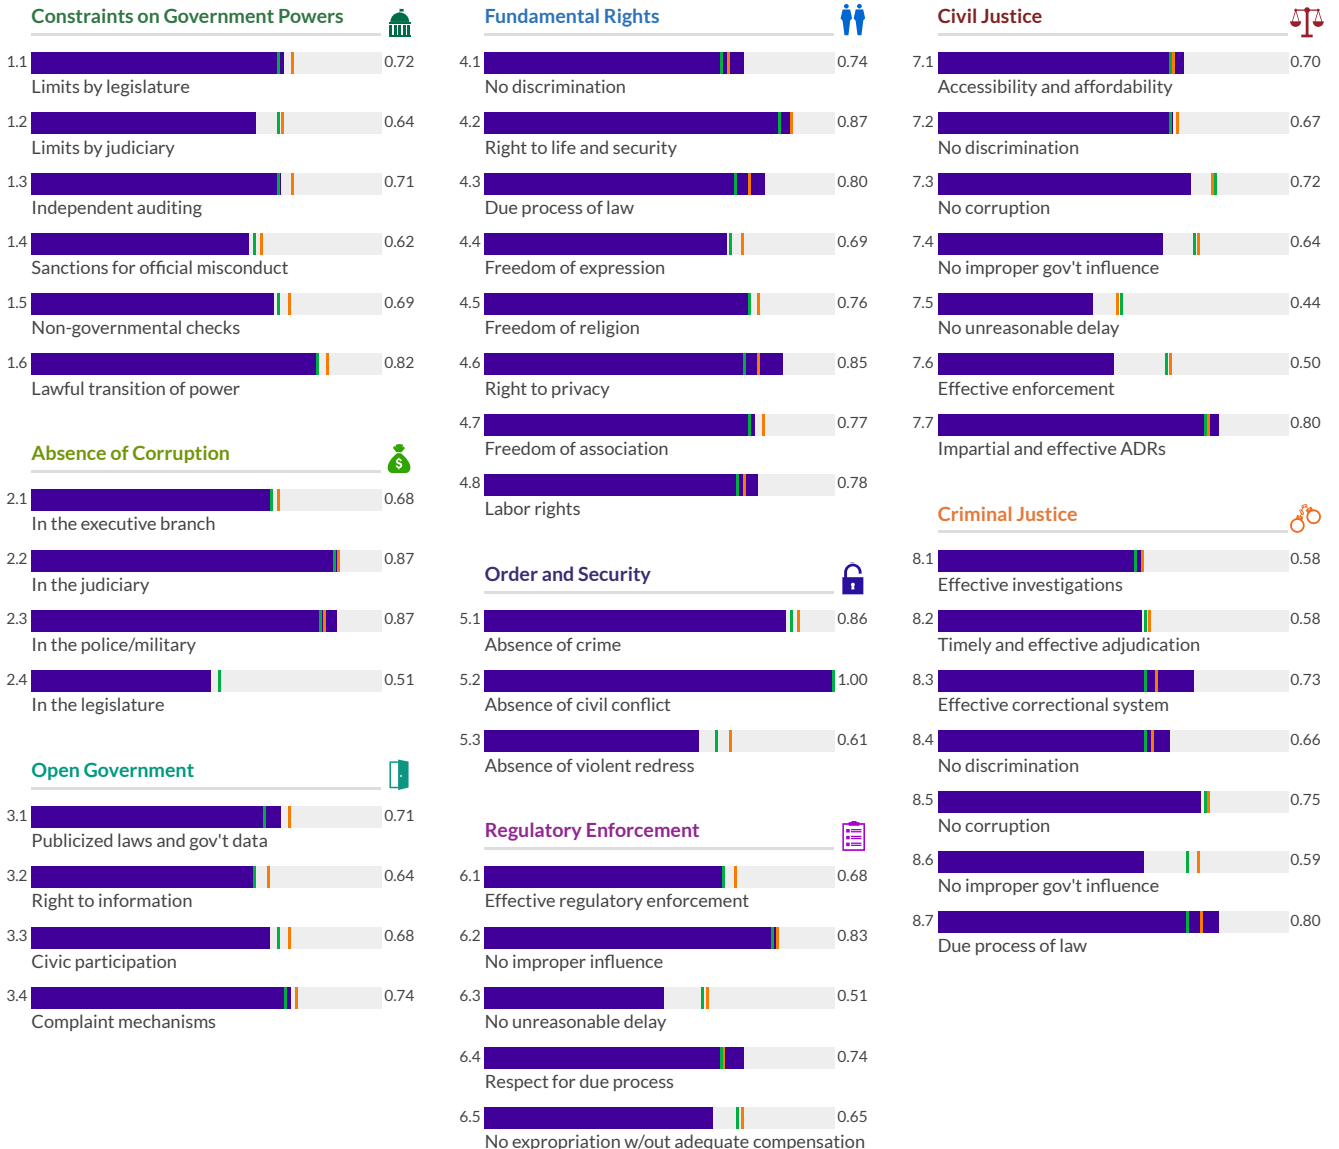 Constraints on Government Powers
1.1 0.72
Limits by legislature
1.2 0.64
Limits by judiciary
1.3 0.71
Independent auditing
1.4 0.62
Sanctions for official misconduct
1.5 0.69
Non-governmental checks
1.6 0.82
Lawful transition of power
Absence of Corruption
$
2.1 0.68
In the executive branch
2.2 0.87
In the judiciary
2.3 0.87
In the police/military
2.4 0.51
In the legislature
Open Government
3.1 0.71
Publicized laws and gov't data
3.2 0.64
Right to information
3.3 0.68
Civic participation
3.4 0.74
Complaint mechanisms
Fundamental Rights
4.1 0.74
No discrimination
4.2 0.87
Right to life and security
4.3 0.80
Due process of law
4.4 0.69
Freedom of expression
4.5 0.76
Freedom of religion
4.6 0.85
Right to privacy
4.7 0.77
Freedom of association
4.8 0.78
Labor rights
Order and Security
5.1 0.86
Absence of crime
5.2 1.00
Absence of civil conflict
5.3 0.61
Absence of violent redress
Regulatory Enforcement
6.1 0.68
Effective regulatory enforcement
6.2 0.83
No improper influence
6.3 0.51
No unreasonable delay
6.4 0.74
Respect for due process
6.5 0.65
No expropriation w/out adequate compensation
Civil Justice
7.1 0.70
Accessibility and affordability
7.2 0.67
No discrimination
7.3 0.72
No corruption
7.4 0.64
No improper gov't influence
7.5 0.44
No unreasonable delay
7.6 0.50
Effective enforcement
7.7 0.80
Impartial and effective ADRs
Criminal Justice
8.1 0.58
Effective investigations
8.2 0.58
Timely and effective adjudication
8.3 0.73
Effective correctional system
8.4 0.66
No discrimination
8.5 0.75
No corruption
8.6 0.59
No improper gov't influence
8.7 0.80
Due process of law